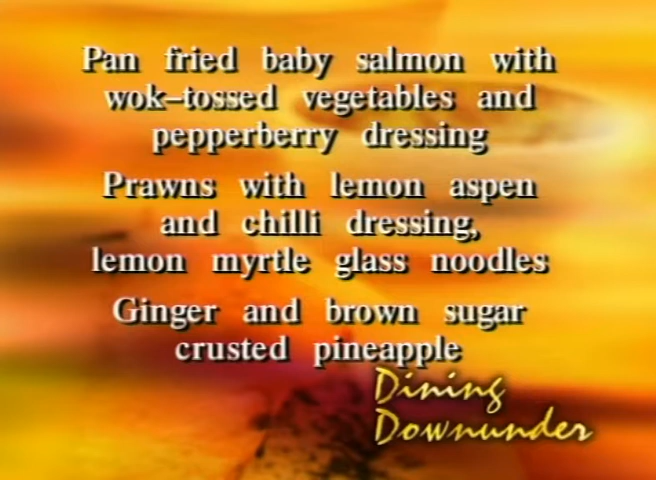 Pan fried baby salmon with
wok-tossed vegetables and
pepperberry dressing
Prawns with lemon aspen
and chilli dressing,
lemon myrtle glass noodles
Ginger and brown sugar
crusted pineapple
Dining
Downunder